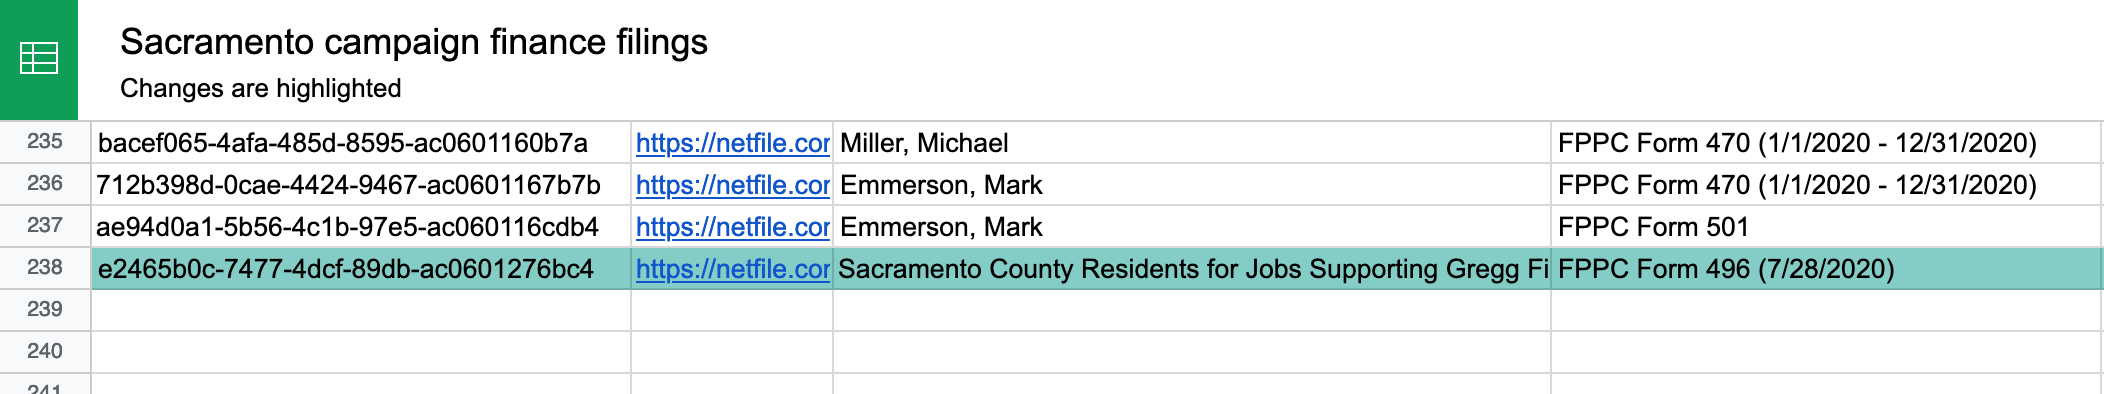 Sacramento campaign finance filings
Changes are highlighted
235 bacef065-4afa-485d-8595-ac0601160b7a https://netfile.cor Miller, Michael FPPC Form 470 (1/1/2020 - 12/31/2020)
236 712b398d-0cae-4424-9467-ac0601167b7b https://netfile.cor Emmerson, Mark FPPC Form 470 (1/1/2020 - 12/31/2020)
237 ae94d0a1-5b56-4c1b-97e5-ac060116cdb4 https://netfile.cor Emmerson, Mark FPPC Form 501
238 e2465b0c-7477-4dcf-89db-ac0601276bc4 https://netfile.cor Sacramento County Residents for Jobs Supporting Gregg Fi FPPC Form 496 (7/28/2020)
239
240
241